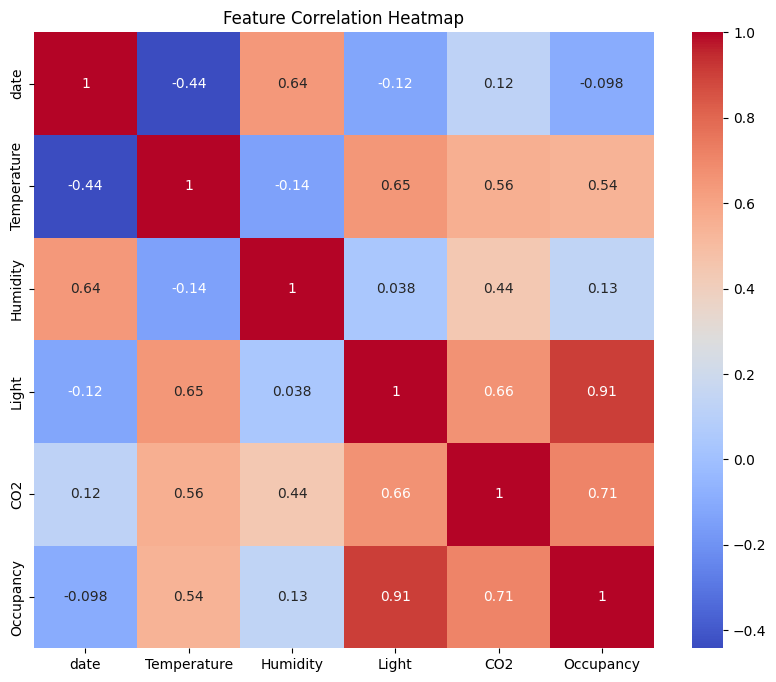 Feature Correlation Heatmap
date 1 -0.44 0.64 -0.12 0.12 -0.098
Temperature -0.44 1 -0.14 0.65 0.56 0.54
Humidity 0.64 -0.14 1 0.038 0.44 0.13
Light -0.12 0.65 0.038 1 0.66 0.91
CO2 0.12 0.56 0.44 0.66 1 0.71
Occupancy -0.098 0.54 0.13 0.91 0.71 1
date Temperature Humidity Light CO2 Occupancy
1.0
0.8
0.6
0.4
0.2
0.0
−0.2
−0.4